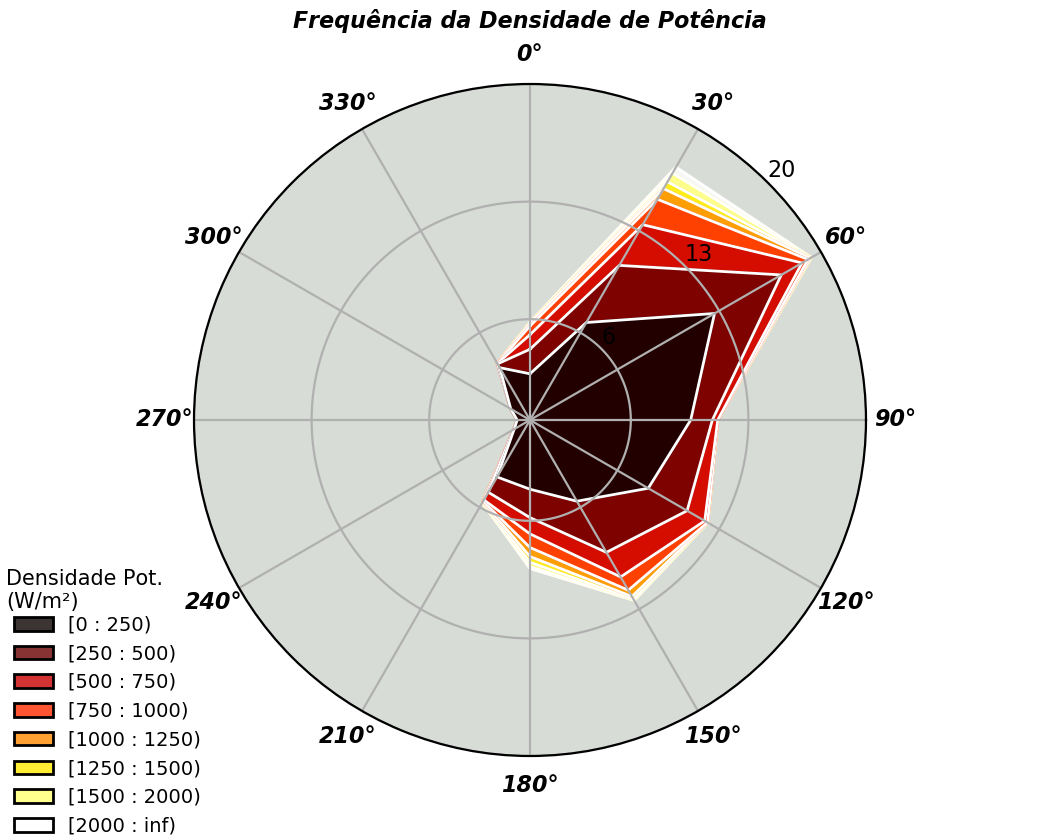 Frequência da Densidade de Potência
0°
30°
60°
90°
120°
150°
180°
210°
240°
270°
300°
330°
6
13
20
Densidade Pot.
(W/m²)
[0 : 250)
[250 : 500)
[500 : 750)
[750 : 1000)
[1000 : 1250)
[1250 : 1500)
[1500 : 2000)
[2000 : inf)